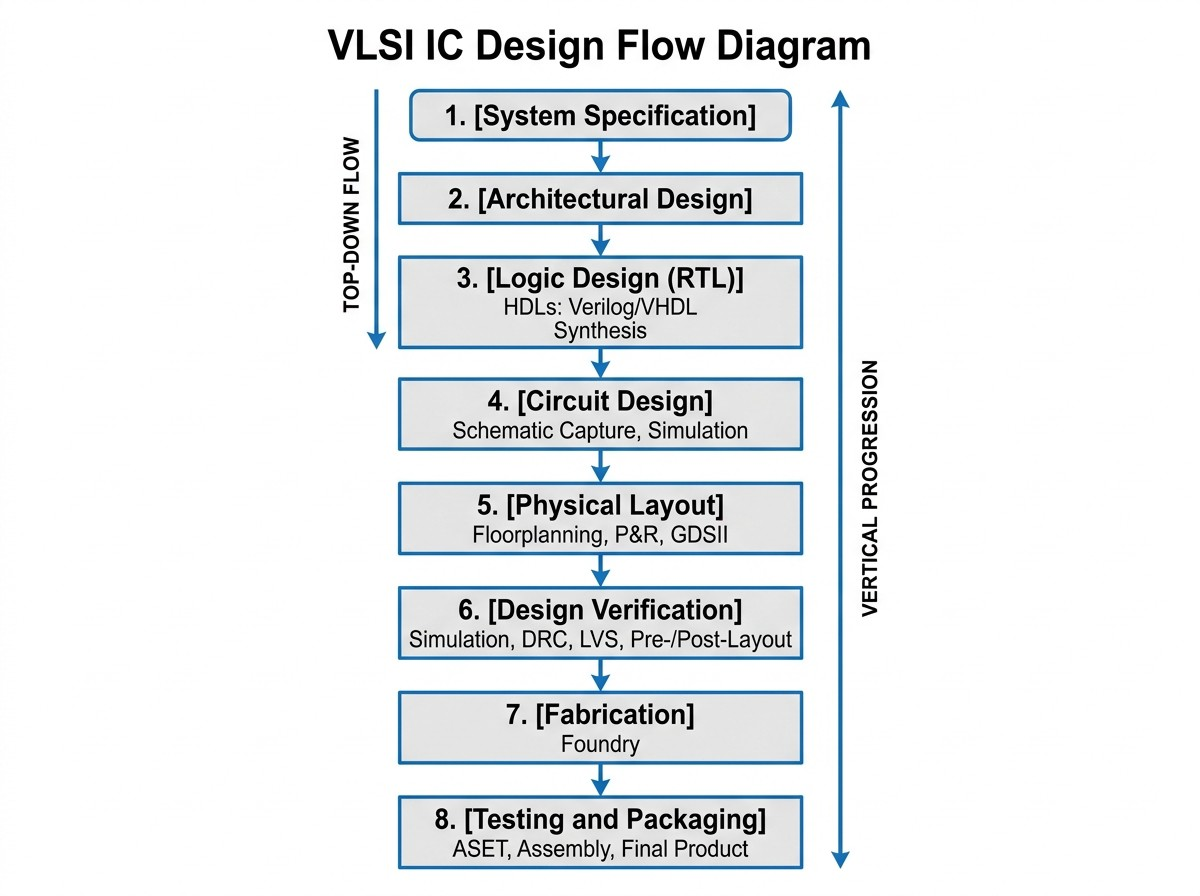 VLSI IC Design Flow Diagram
TOP-DOWN FLOW
1. [System Specification]
2. [Architectural Design]
3. [Logic Design (RTL)]
HDLs: Verilog/VHDL
Synthesis
4. [Circuit Design]
Schematic Capture, Simulation
5. [Physical Layout]
Floorplanning, P&R, GDSII
6. [Design Verification]
Simulation, DRC, LVS, Pre-/Post-Layout
7. [Fabrication]
Foundry
8. [Testing and Packaging]
ASET, Assembly, Final Product
VERTICAL PROGRESSION